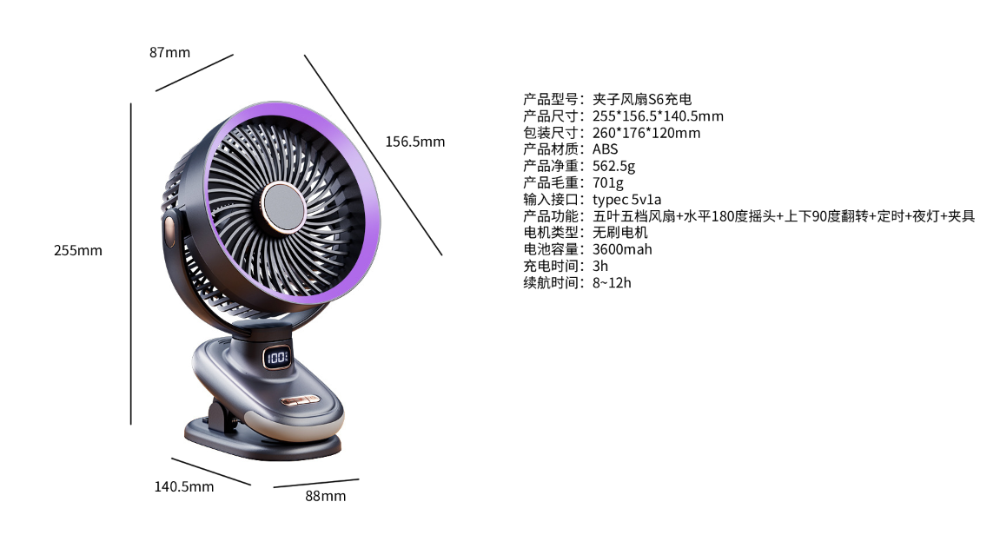 87mm
156.5mm
255mm
100%
140.5mm
88mm
产品型号：夹子风扇S6充电
产品尺寸：255*156.5*140.5mm
包装尺寸：260*176*120mm
产品材质：ABS
产品净重：562.5g
产品毛重：701g
输入接口：typec 5v1a
产品功能：五叶五档风扇+水平180度摇头+上下90度翻转+定时+夜灯+夹具
电机类型：无刷电机
电池容量：3600mah
充电时间：3h
续航时间：8~12h